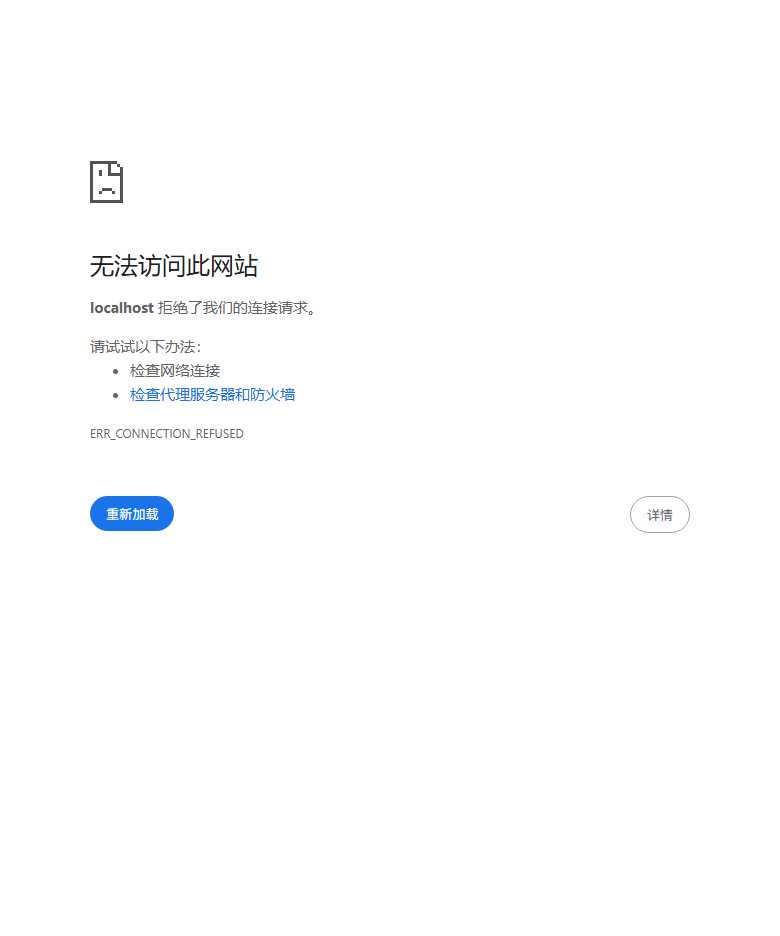 无法访问此网站
localhost 拒绝了我们的连接请求。
请试试以下办法：
检查网络连接
检查代理服务器和防火墙
ERR_CONNECTION_REFUSED
重新加载
详情